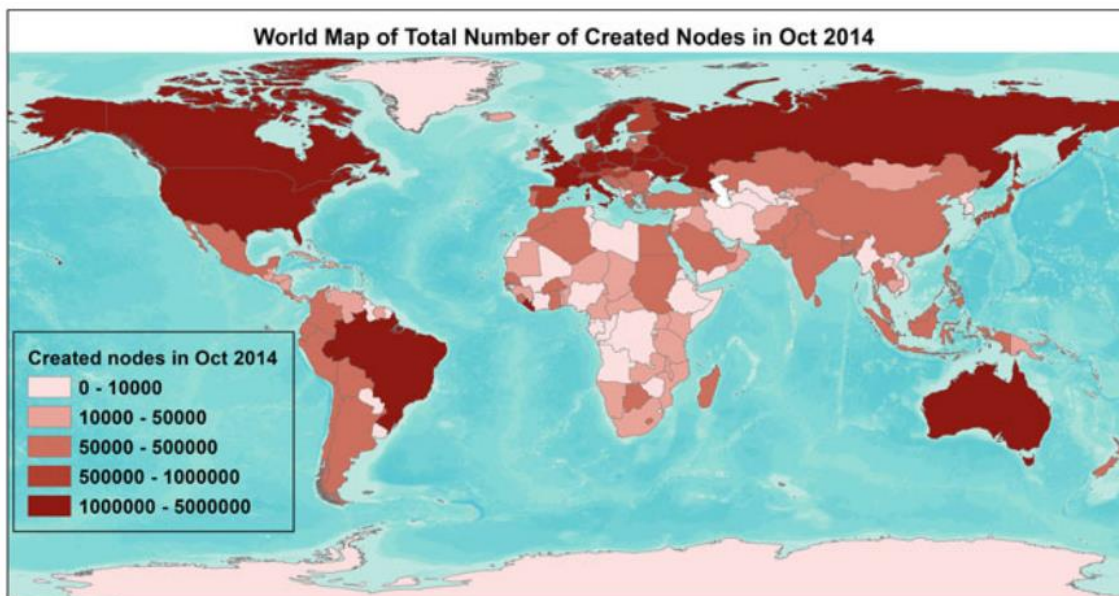 World Map of Total Number of Created Nodes in Oct 2014
Created nodes in Oct 2014
0 - 10000
10000 - 50000
50000 - 500000
500000 - 1000000
1000000 - 5000000